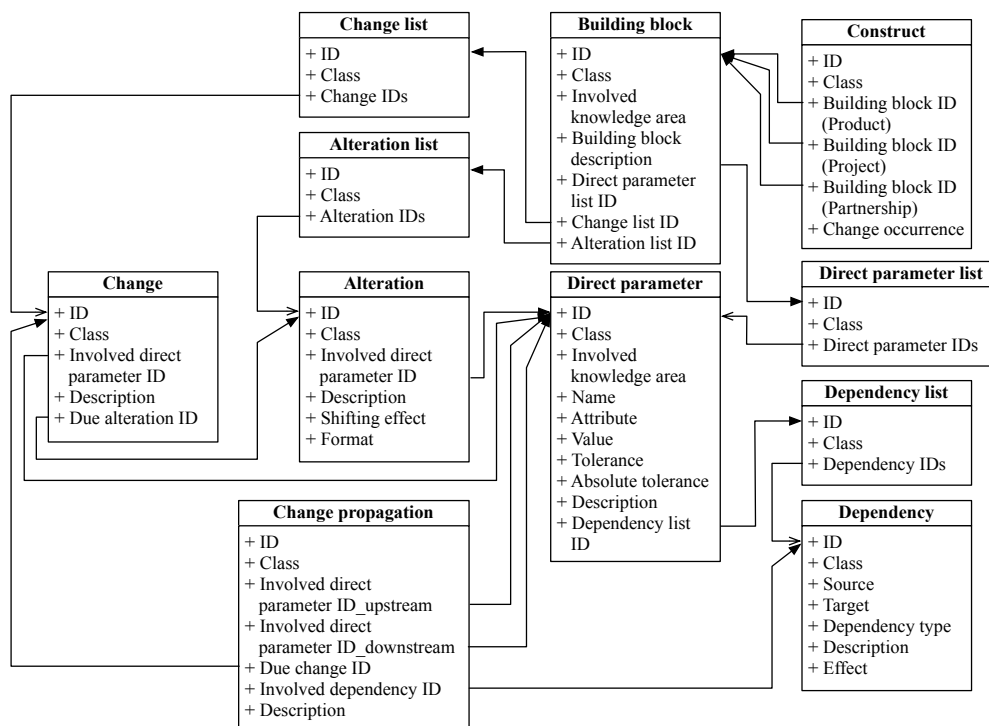 Change list
+ ID
+ Class
+ Change IDs
Alteration list
+ ID
+ Class
+ Alteration IDs
Building block
+ ID
+ Class
+ Involved
knowledge area
+ Building block
description
+ Direct parameter
list ID
+ Change list ID
+ Alteration list ID
Construct
+ ID
+ Class
+ Building block ID
(Product)
+ Building block ID
(Project)
+ Building block ID
(Partnership)
+ Change occurrence
Change
+ ID
+ Class
+ Involved direct
parameter ID
+ Description
+ Due alteration ID
Alteration
+ ID
+ Class
+ Involved direct
parameter ID
+ Description
+ Shifting effect
+ Format
Direct parameter
+ ID
+ Class
+ Involved
knowledge area
+ Name
+ Attribute
+ Value
+ Tolerance
+ Absolute tolerance
+ Description
+ Dependency list
ID
Direct parameter list
+ ID
+ Class
+ Direct parameter IDs
Dependency list
+ ID
+ Class
+ Dependency IDs
Change propagation
+ ID
+ Class
+ Involved direct
parameter ID_upstream
+ Involved direct
parameter ID_downstream
+ Due change ID
+ Involved dependency ID
+ Description
Dependency
+ ID
+ Class
+ Source
+ Target
+ Dependency type
+ Description
+ Effect